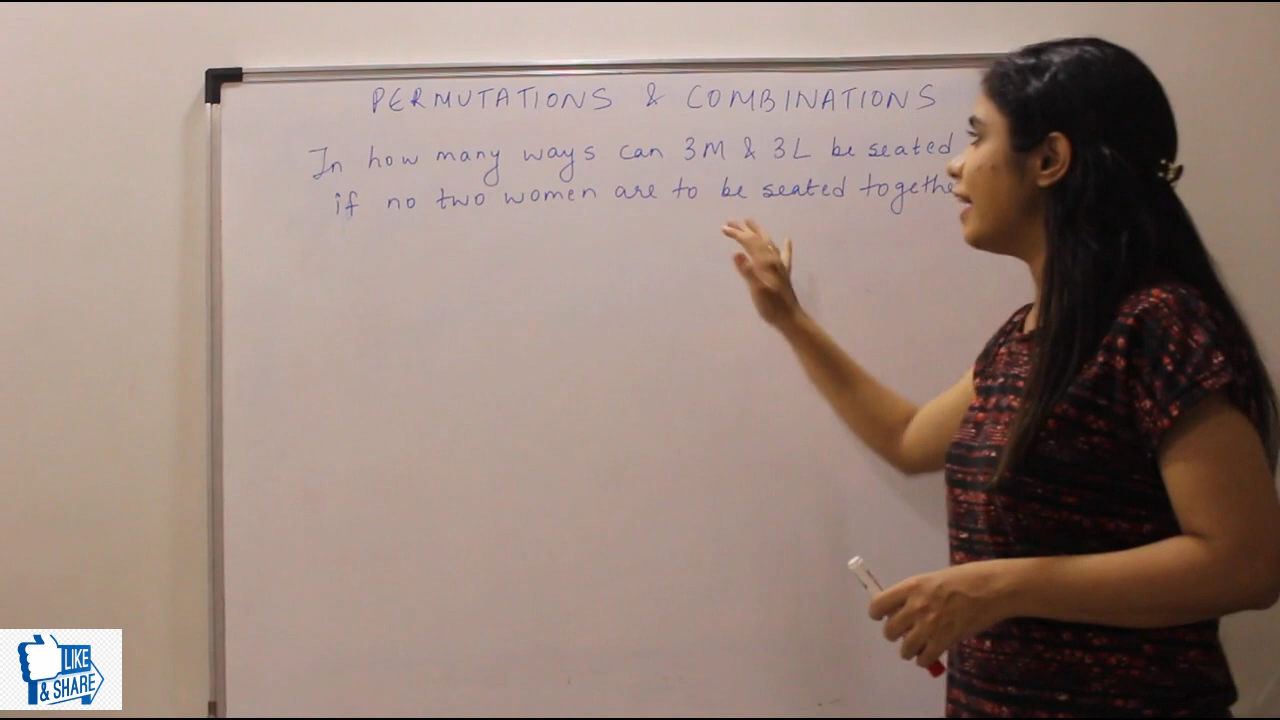 PERMUTATIONS & COMBINATIONS
In how many ways can 3M & 3L be seated
if no two women are to be seated togethe
LIKE
& SHARE